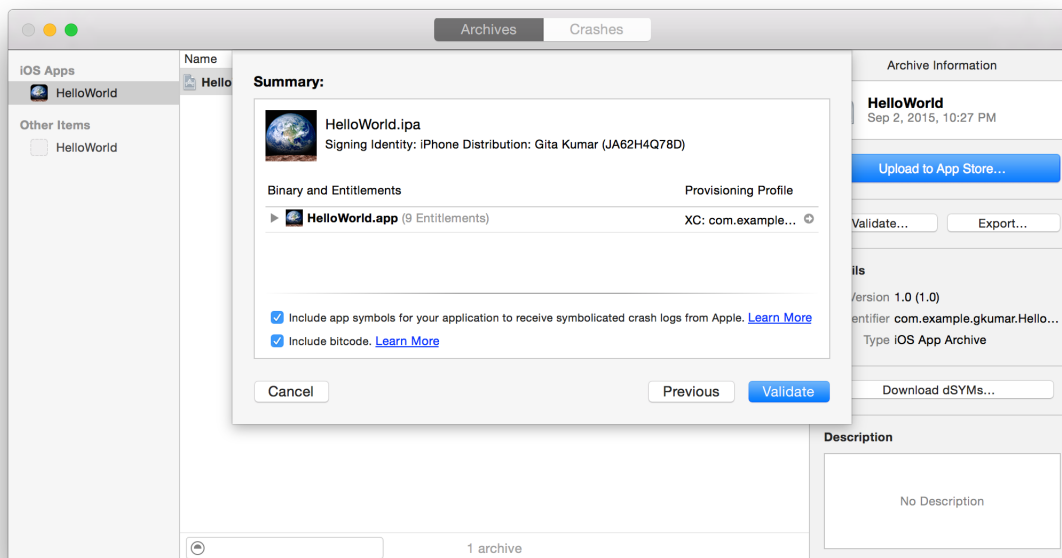 Archives Crashes
iOS Apps
HelloWorld
Other Items
HelloWorld
Name
Hello
Summary:
HelloWorld.ipa
Signing Identity: iPhone Distribution: Gita Kumar (JA62H4Q78D)
Binary and Entitlements Provisioning Profile
HelloWorld.app (9 Entitlements) XC: com.example...
Include app symbols for your application to receive symbolicated crash logs from Apple. Learn More
Include bitcode. Learn More
Cancel Previous Validate
Archive Information
HelloWorld
Sep 2, 2015, 10:27 PM
Upload to App Store...
Validate... Export...
ils
Version 1.0 (1.0)
entifier com.example.gkumar.Hello...
Type iOS App Archive
Download dSYMs...
Description
No Description
1 archive